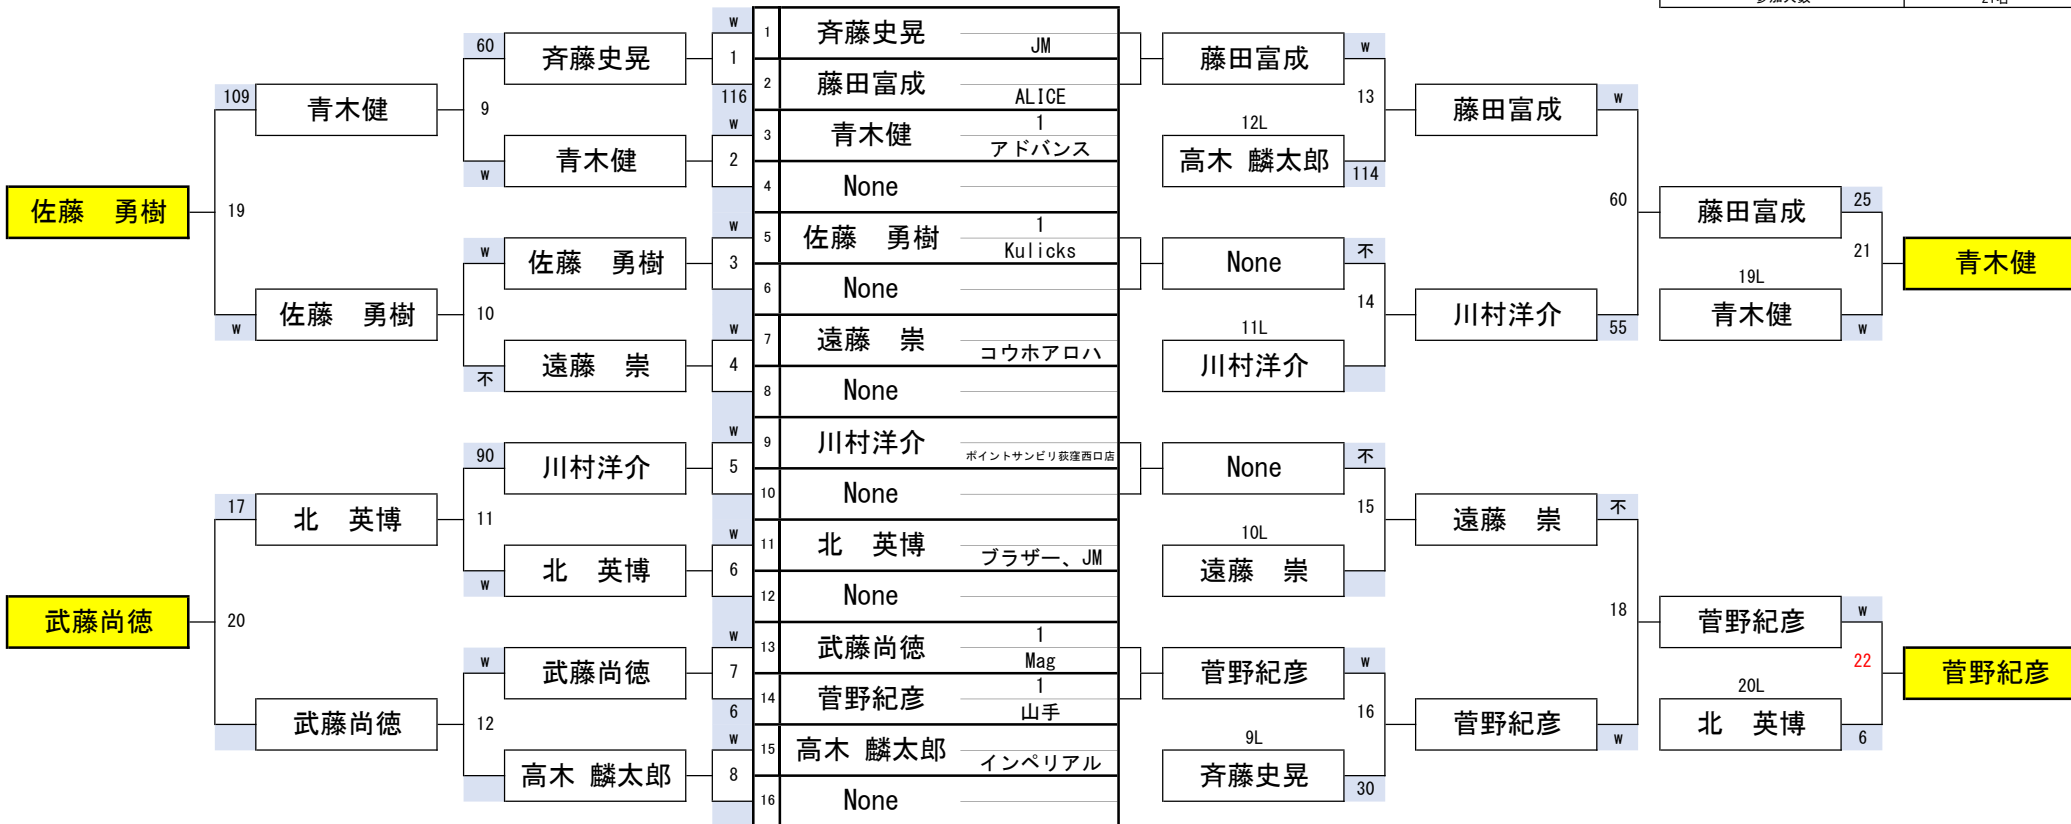 参加人数 21名
W
1 斉藤史晃 JM
60 斉藤史晃 1 藤田富成 W
2 藤田富成 ALICE
109 青木健 9 116 13 藤田富成 W
W
3 青木健 1 アドバンス
12L
W 青木健 2 高木 麟太郎 114
4 None
佐藤 勇樹 19 60 藤田富成 25
W
5 佐藤 勇樹 1 Kulicks
W 佐藤 勇樹 3 None 不 21 青木健
6 None
19L
W 佐藤 勇樹 10 14 川村洋介 55 青木健 W
W
7 遠藤 崇 コウホアロハ
11L
不 遠藤 崇 4 川村洋介
8 None
W
9 川村洋介 ポイントサンビリ荻窪西口店
90 川村洋介 5 None 不
10 None
17 北 英博 11 15 遠藤 崇 不
W
11 北 英博 ブラザー、JM
10L
W 北 英博 6 遠藤 崇
12 None
武藤尚徳 20 18 菅野紀彦 W
W
13 武藤尚徳 1 Mag
W 武藤尚徳 7 菅野紀彦 W 22 菅野紀彦
14 菅野紀彦 1 山手
20L
武藤尚徳 12 6 16 菅野紀彦 W 北 英博 6
W
15 高木 麟太郎 インペリアル
9L
高木 麟太郎 8 斉藤史晃 30
16 None